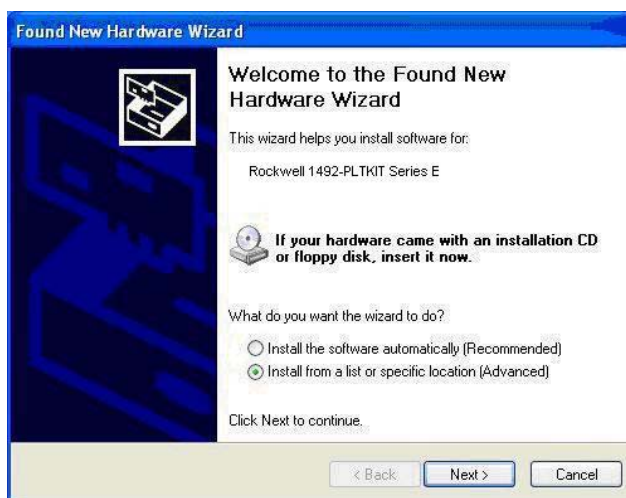 Found New Hardware Wizard
Welcome to the Found New
Hardware Wizard
This wizard helps you install software for:
Rockwell 1492-PLTKIT Series E
If your hardware came with an installation CD
or floppy disk, insert it now.
What do you want the wizard to do?
Install the software automatically (Recommended)
Install from a list or specific location (Advanced)
Click Next to continue.
< Back
Next >
Cancel